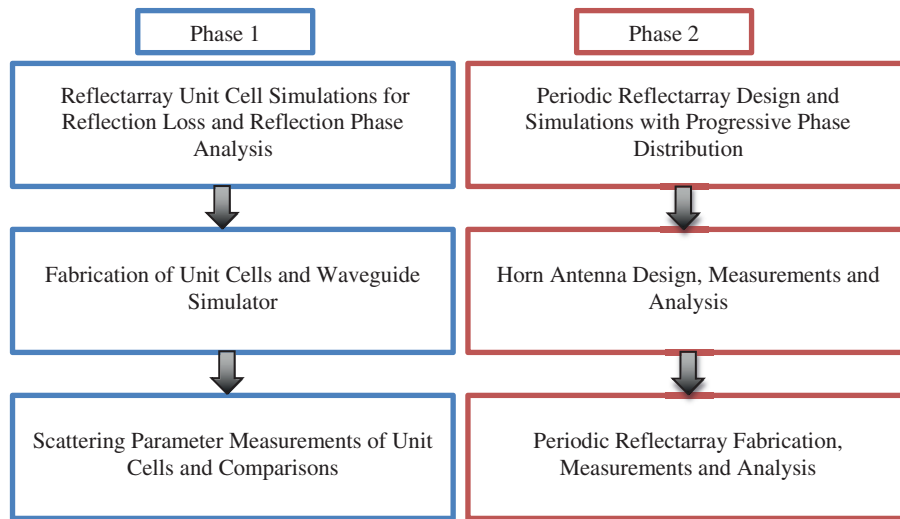 Phase 1
Reflectarray Unit Cell Simulations for
Reflection Loss and Reflection Phase
Analysis
Fabrication of Unit Cells and Waveguide
Simulator
Scattering Parameter Measurements of Unit
Cells and Comparisons
Phase 2
Periodic Reflectarray Design and
Simulations with Progressive Phase
Distribution
Horn Antenna Design, Measurements and
Analysis
Periodic Reflectarray Fabrication,
Measurements and Analysis